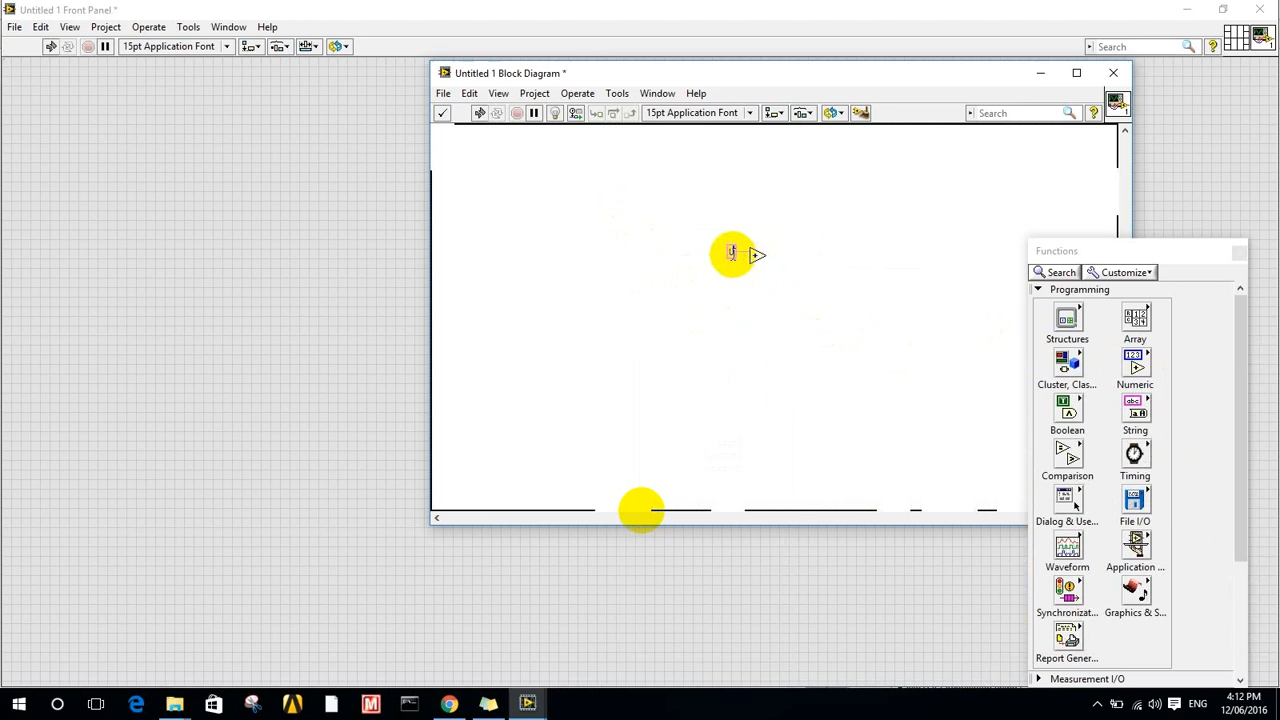 Untitled 1 Front Panel *
File Edit View Project Operate Tools Window Help
15pt Application Font
Search
Untitled 1 Block Diagram *
File Edit View Project Operate Tools Window Help
15pt Application Font
Search
Functions
Search Customize
Programming
Structures Array
Cluster, Clas... Numeric
Boolean String
Comparison Timing
Dialog & Use... File I/O
Waveform Application ...
Synchronizat... Graphics & S...
Report Gener...
Measurement I/O
ENG
4:12 PM
12/06/2016